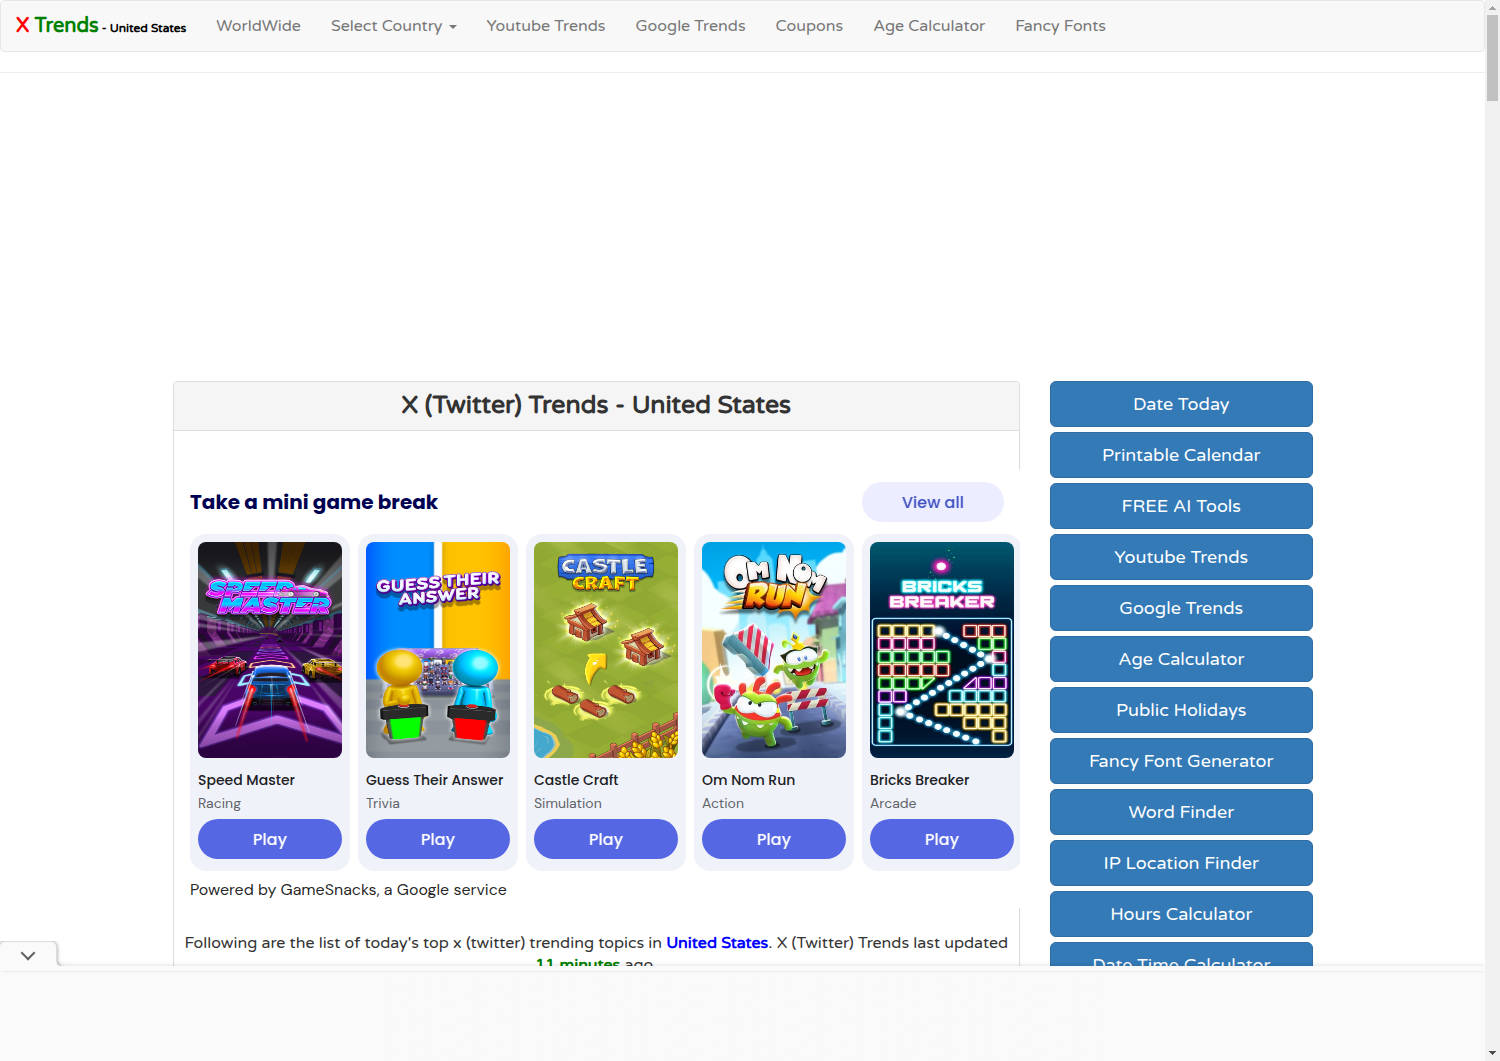 X Trends - United States
WorldWide
Select Country
Youtube Trends
Google Trends
Coupons
Age Calculator
Fancy Fonts
X (Twitter) Trends - United States
Take a mini game break
View all
SPEED MASTER
GUESS THEIR ANSWER
CASTLE CRAFT
OM NOM RUN
BRICKS BREAKER
Speed Master
Racing
Play
Guess Their Answer
Trivia
Play
Castle Craft
Simulation
Play
Om Nom Run
Action
Play
Bricks Breaker
Arcade
Play
Powered by GameSnacks, a Google service
Following are the list of today's top x (twitter) trending topics in United States. X (Twitter) Trends last updated
11 minutes ago
Date Today
Printable Calendar
FREE AI Tools
Youtube Trends
Google Trends
Age Calculator
Public Holidays
Fancy Font Generator
Word Finder
IP Location Finder
Hours Calculator
Date Time Calculator